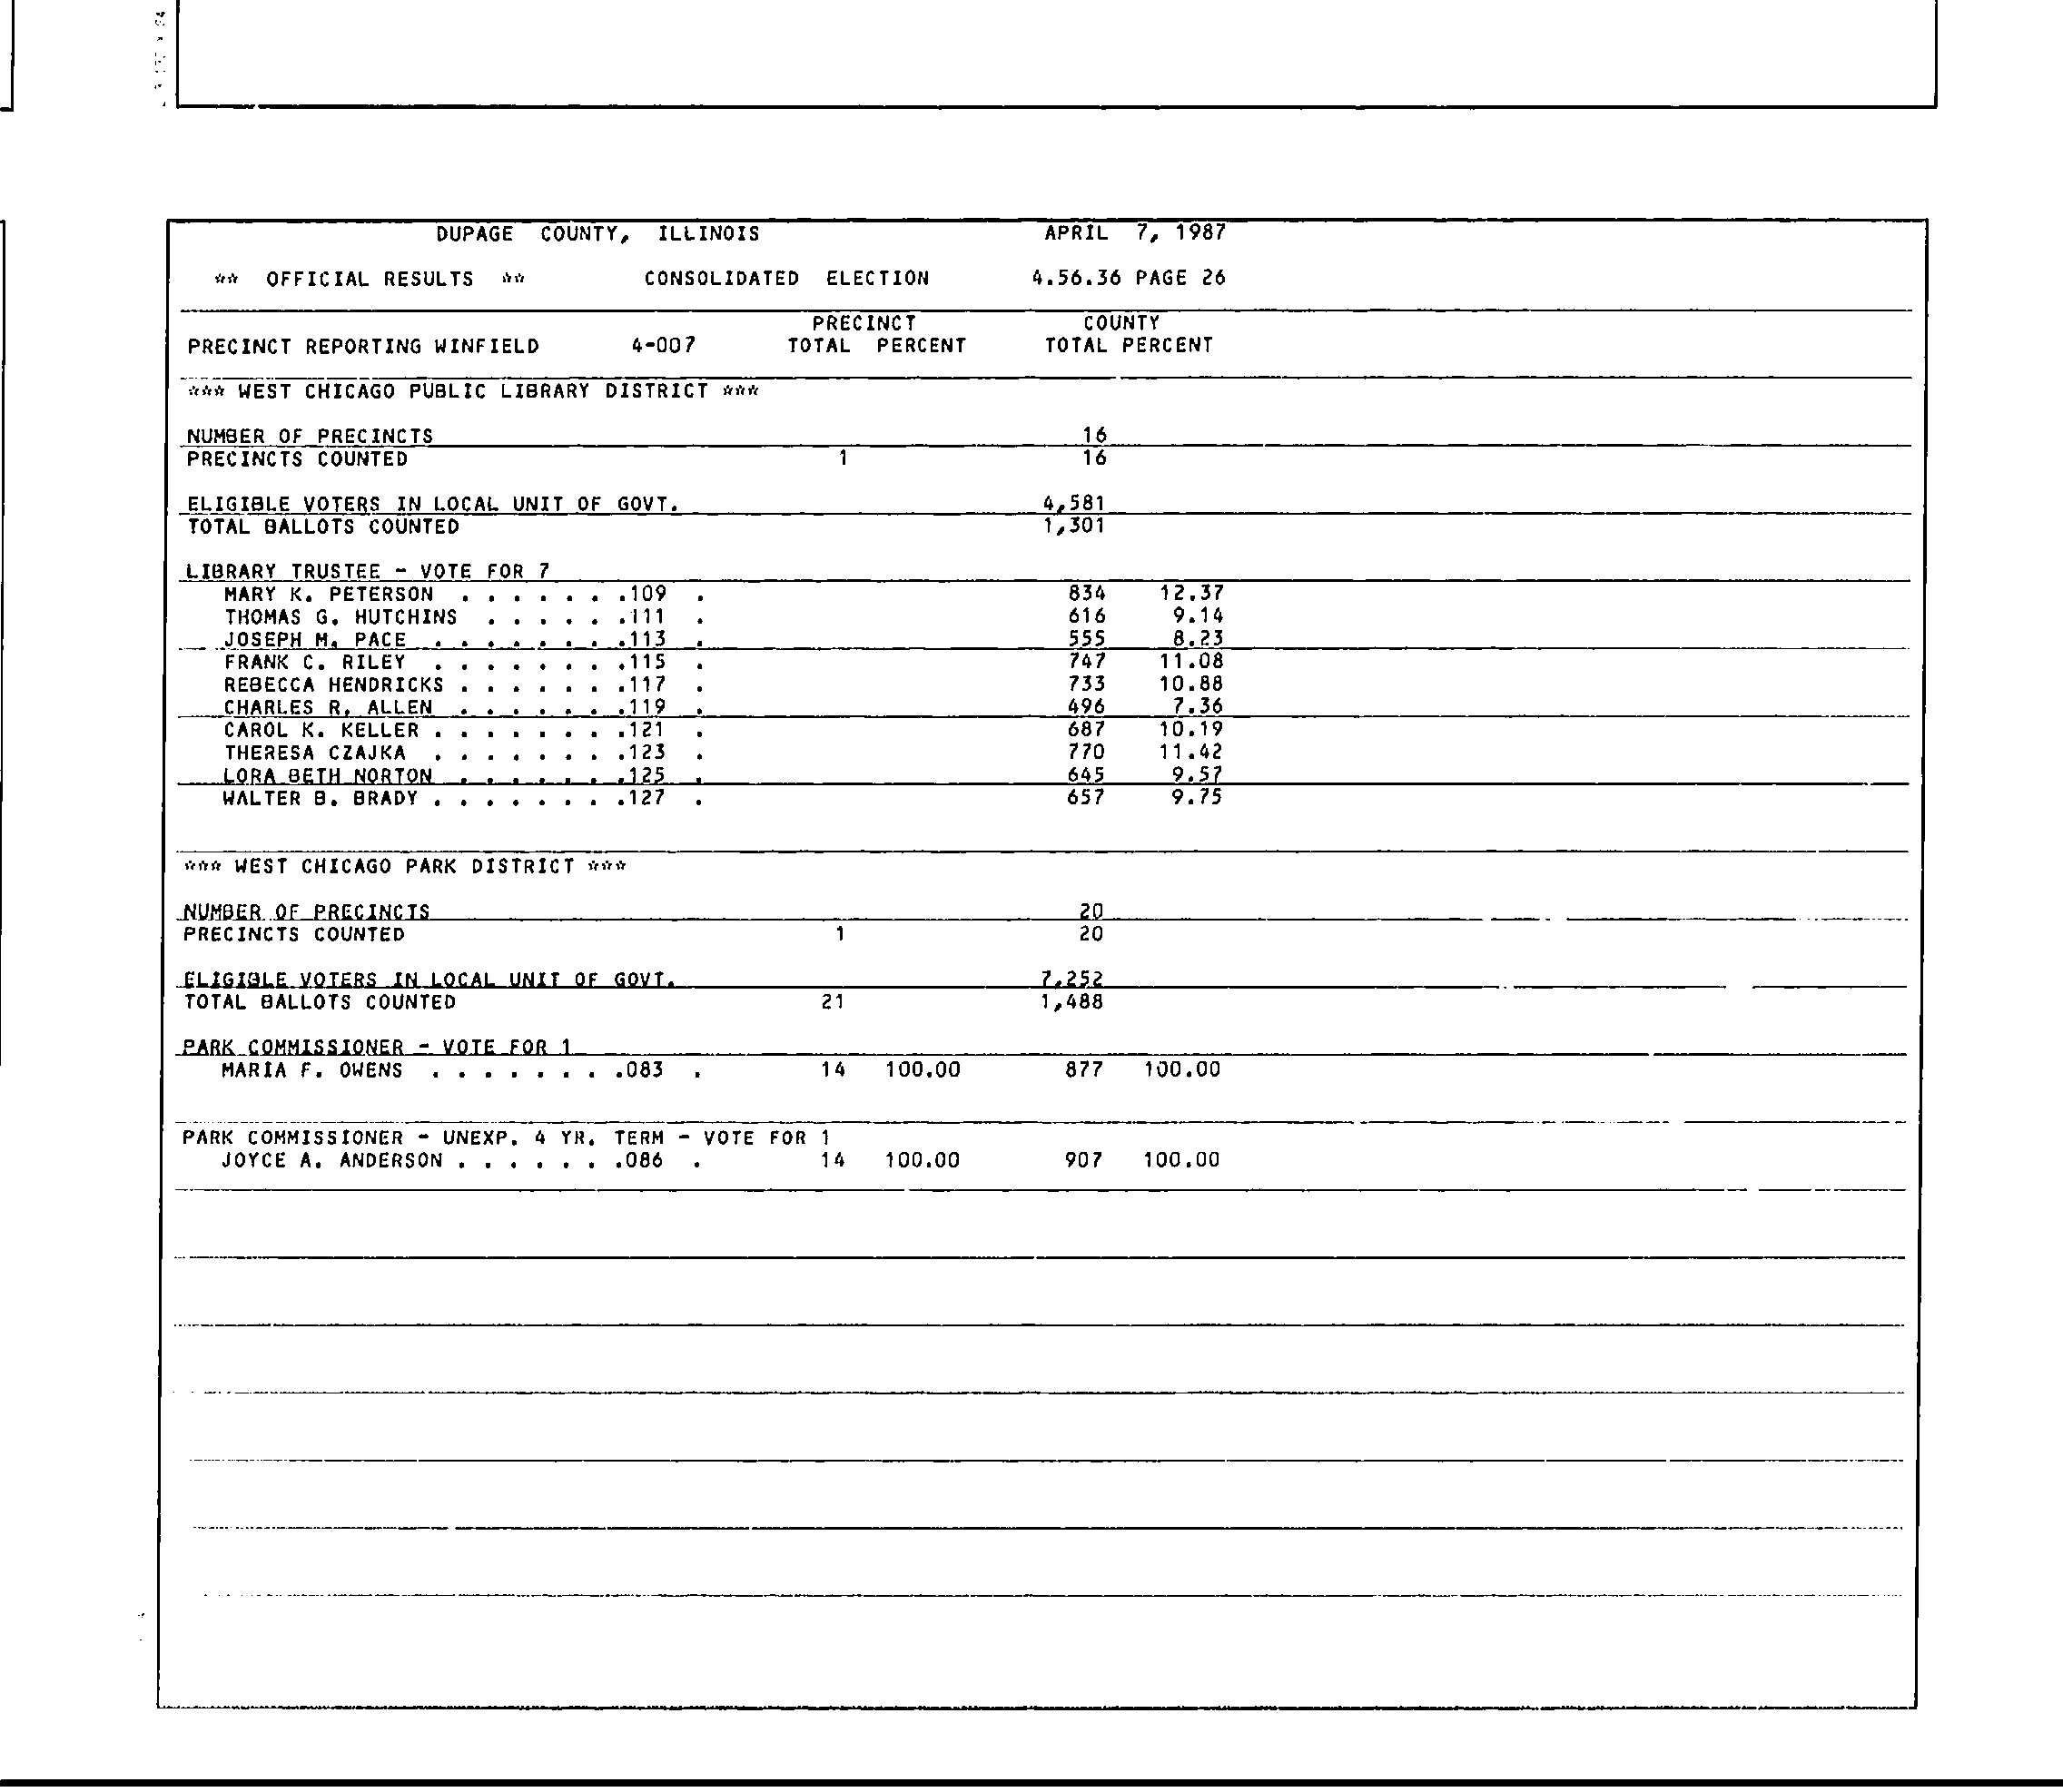 DUPAGE COUNTY, ILLINOIS APRIL 7, 1987
** OFFICIAL RESULTS ** CONSOLIDATED ELECTION 4.56.36 PAGE 26
PRECINCT COUNTY
PRECINCT REPORTING WINFIELD 4-007 TOTAL PERCENT TOTAL PERCENT
*** WEST CHICAGO PUBLIC LIBRARY DISTRICT ***
NUMBER OF PRECINCTS 16
PRECINCTS COUNTED 1 16
ELIGIBLE VOTERS IN LOCAL UNIT OF GOVT. 4,581
TOTAL BALLOTS COUNTED 1,301
LIBRARY TRUSTEE - VOTE FOR 7
MARY K. PETERSON . . . . . . .109 . 834 12.37
THOMAS G. HUTCHINS . . . . . .111 . 616 9.14
JOSEPH M. PACE . . . . . . . .113 . 555 8.23
FRANK C. RILEY . . . . . . . .115 . 747 11.08
REBECCA HENDRICKS . . . . . . .117 . 733 10.88
CHARLES R. ALLEN . . . . . . .119 . 496 7.36
CAROL K. KELLER . . . . . . . .121 . 687 10.19
THERESA CZAJKA . . . . . . . .123 . 770 11.42
LORA BETH NORTON . . . . . . .125 . 645 9.57
WALTER B. BRADY . . . . . . . .127 . 657 9.75
*** WEST CHICAGO PARK DISTRICT ***
NUMBER OF PRECINCTS 20
PRECINCTS COUNTED 1 20
ELIGIBLE VOTERS IN LOCAL UNIT OF GOVT. 7,252
TOTAL BALLOTS COUNTED 21 1,488
PARK COMMISSIONER - VOTE FOR 1
MARIA F. OWENS . . . . . . . .083 . 14 100.00 877 100.00
PARK COMMISSIONER - UNEXP. 4 YR. TERM - VOTE FOR 1
JOYCE A. ANDERSON . . . . . . .086 . 14 100.00 907 100.00